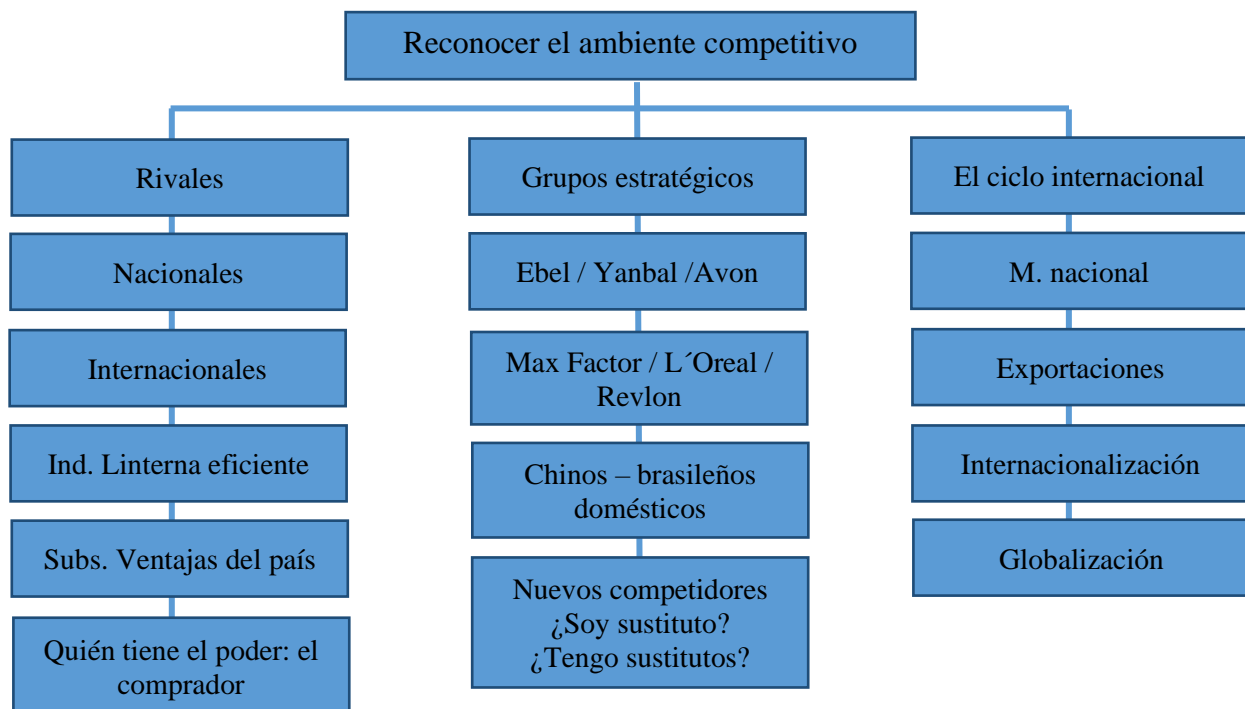 Reconocer el ambiente competitivo
Rivales
Nacionales
Internacionales
Ind. Linterna eficiente
Subs. Ventajas del país
Quién tiene el poder: el
comprador
Grupos estratégicos
Ebel / Yanbal /Avon
Max Factor / L´Oreal /
Revlon
Chinos – brasileños
domésticos
Nuevos competidores
¿Soy sustituto?
¿Tengo sustitutos?
El ciclo internacional
M. nacional
Exportaciones
Internacionalización
Globalización